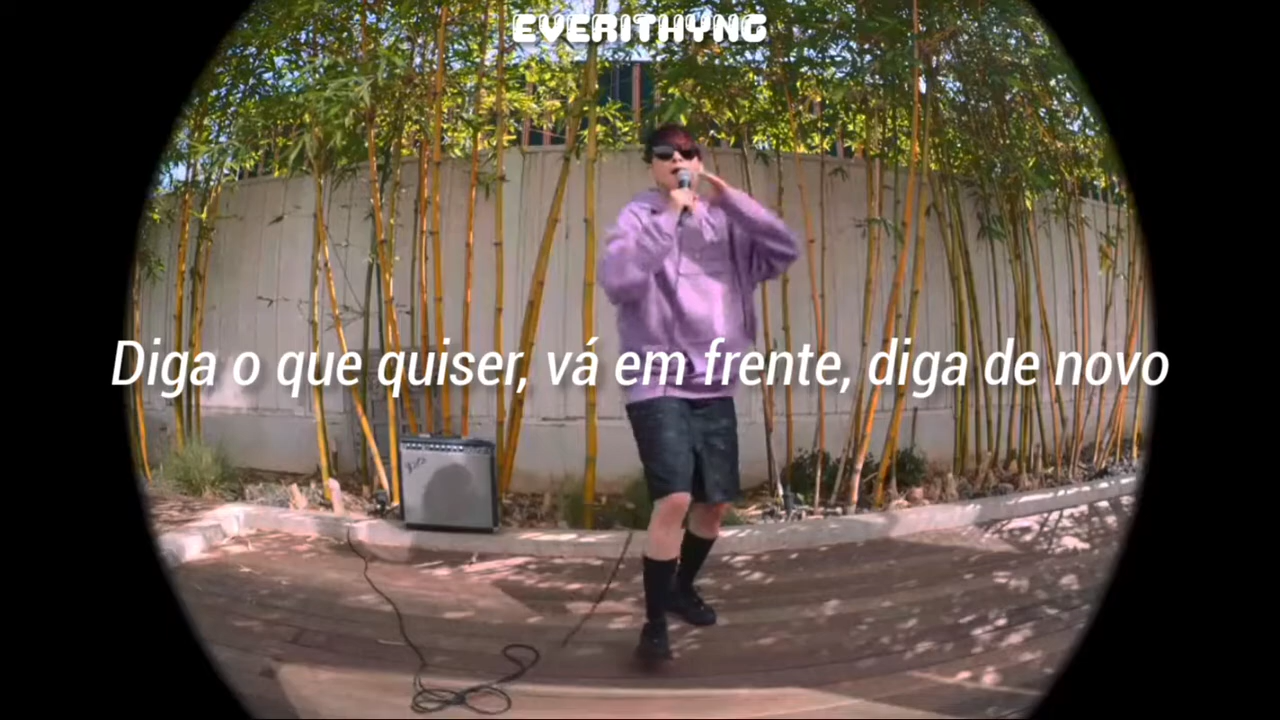 EVERITHYNG
Diga o que quiser, vá em frente, diga de novo